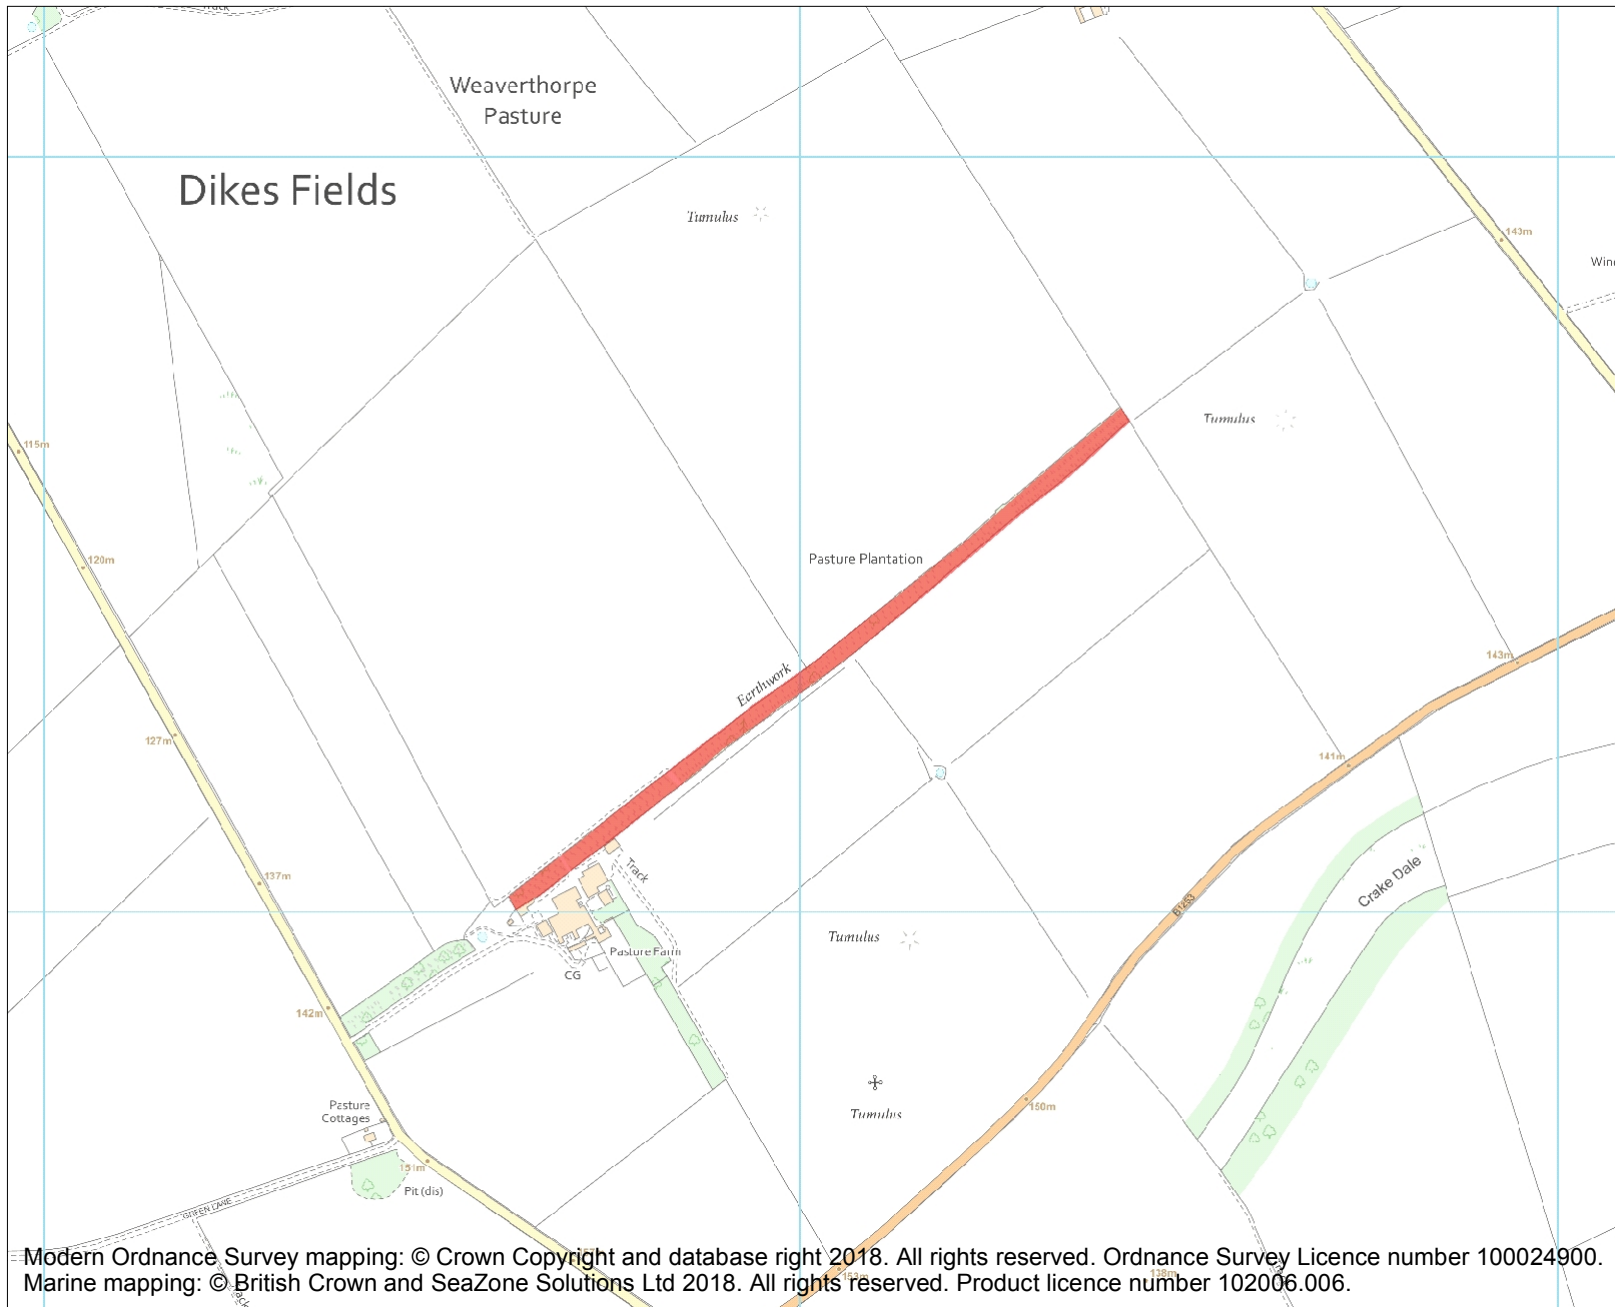 Track
Weaverthorpe
Pasture
Dikes Fields
Tumulus
143m
Tumulus
115m
120m
Pasture Plantation
Earthwork
143m
127m
141m
137m
Track
Crake Dale
B1253
Tumulus
Pasture Farm
CG
142m
Pasture
Cottages
150m
Tumulus
151m
Pit (dis)
GREEN LANE
153m
138m
Modern Ordnance Survey mapping: © Crown Copyright and database right 2018. All rights reserved. Ordnance Survey Licence number 100024900.
Marine mapping: © British Crown and SeaZone Solutions Ltd 2018. All rights reserved. Product licence number 102006.006.